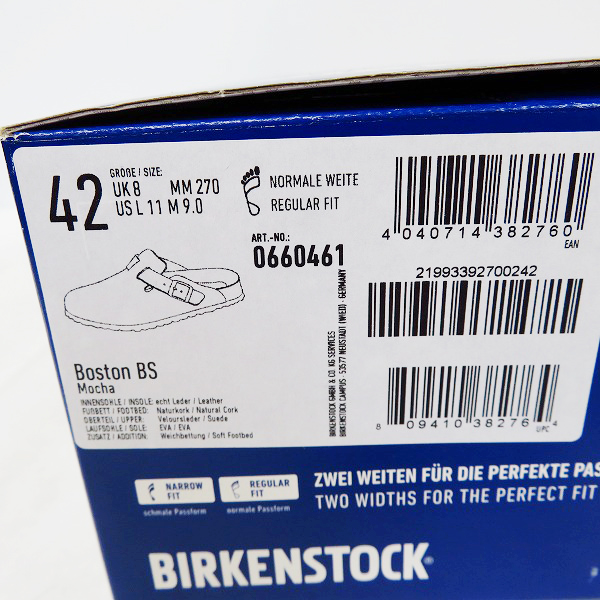 42
GRÖßE / SIZE:
UK 8 MM 270
US L 11 M 9.0
NORMALE WEITE
REGULAR FIT
ART.-NO.:
0660461
4 040714 382760
EAN
21993392700242
8 09410 38276 4
UPC
Boston BS
Mocha
INNENSOHLE / INSOLE: echt Leder / Leather
FUßBETT / FOOTBED: Naturkork / Natural Cork
OBERTEIL / UPPER: Veloursleder / Suede
LAUFSOHLE / SOLE: EVA / EVA
ZUSATZ / ADDITION: Weichbettung / Soft Footbed
BIRKENSTOCK GMBH & CO KG SERVICES
BIRKENSTOCK CAMPUS · 53577 NEUSTADT (WIED) · GERMANY
NARROW
FIT
schmale Passform
REGULAR
FIT
normale Passform
ZWEI WEITEN FÜR DIE PERFEKTE PAS
TWO WIDTHS FOR THE PERFECT FIT
BIRKENSTOCK®